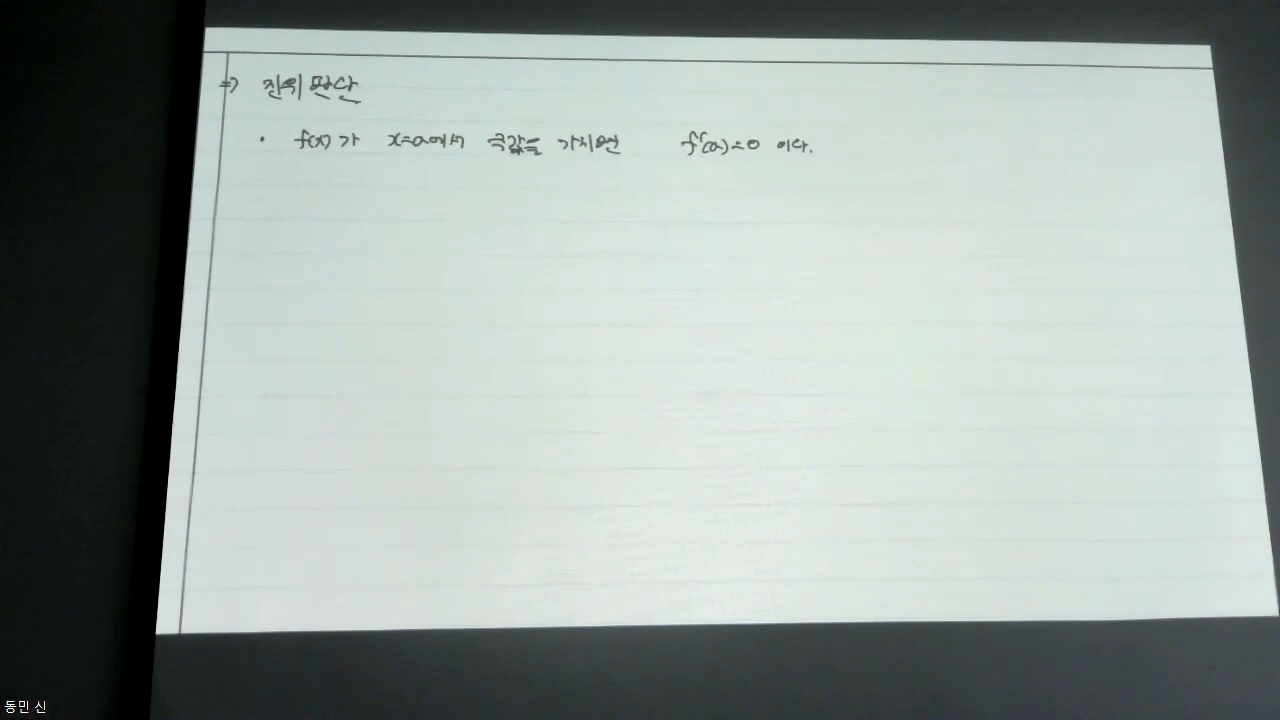 ⇒ 진위판단
· f(x)가 x=a에서 극값을 가지면 f'(a)=0 이다.
동민 신